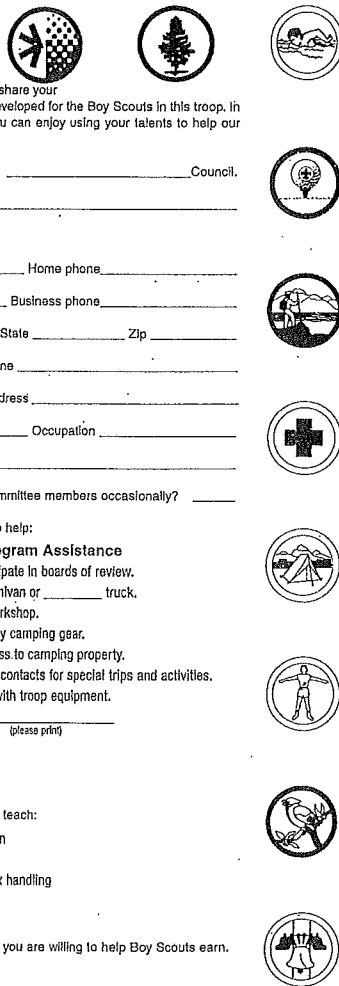 share your
eveloped for the Boy Scouts in this troop. In
u can enjoy using your talents to help our
Council.
Home phone
Business phone
State Zip
ne
dress
Occupation
mmittee members occasionally?
o help:
ogram Assistance
ipate in boards of review.
nivan or truck.
rkshop.
y camping gear.
ss to camping property.
contacts for special trips and activities.
with troop equipment.
(please print)
teach:
n
x handling
you are willing to help Boy Scouts earn.